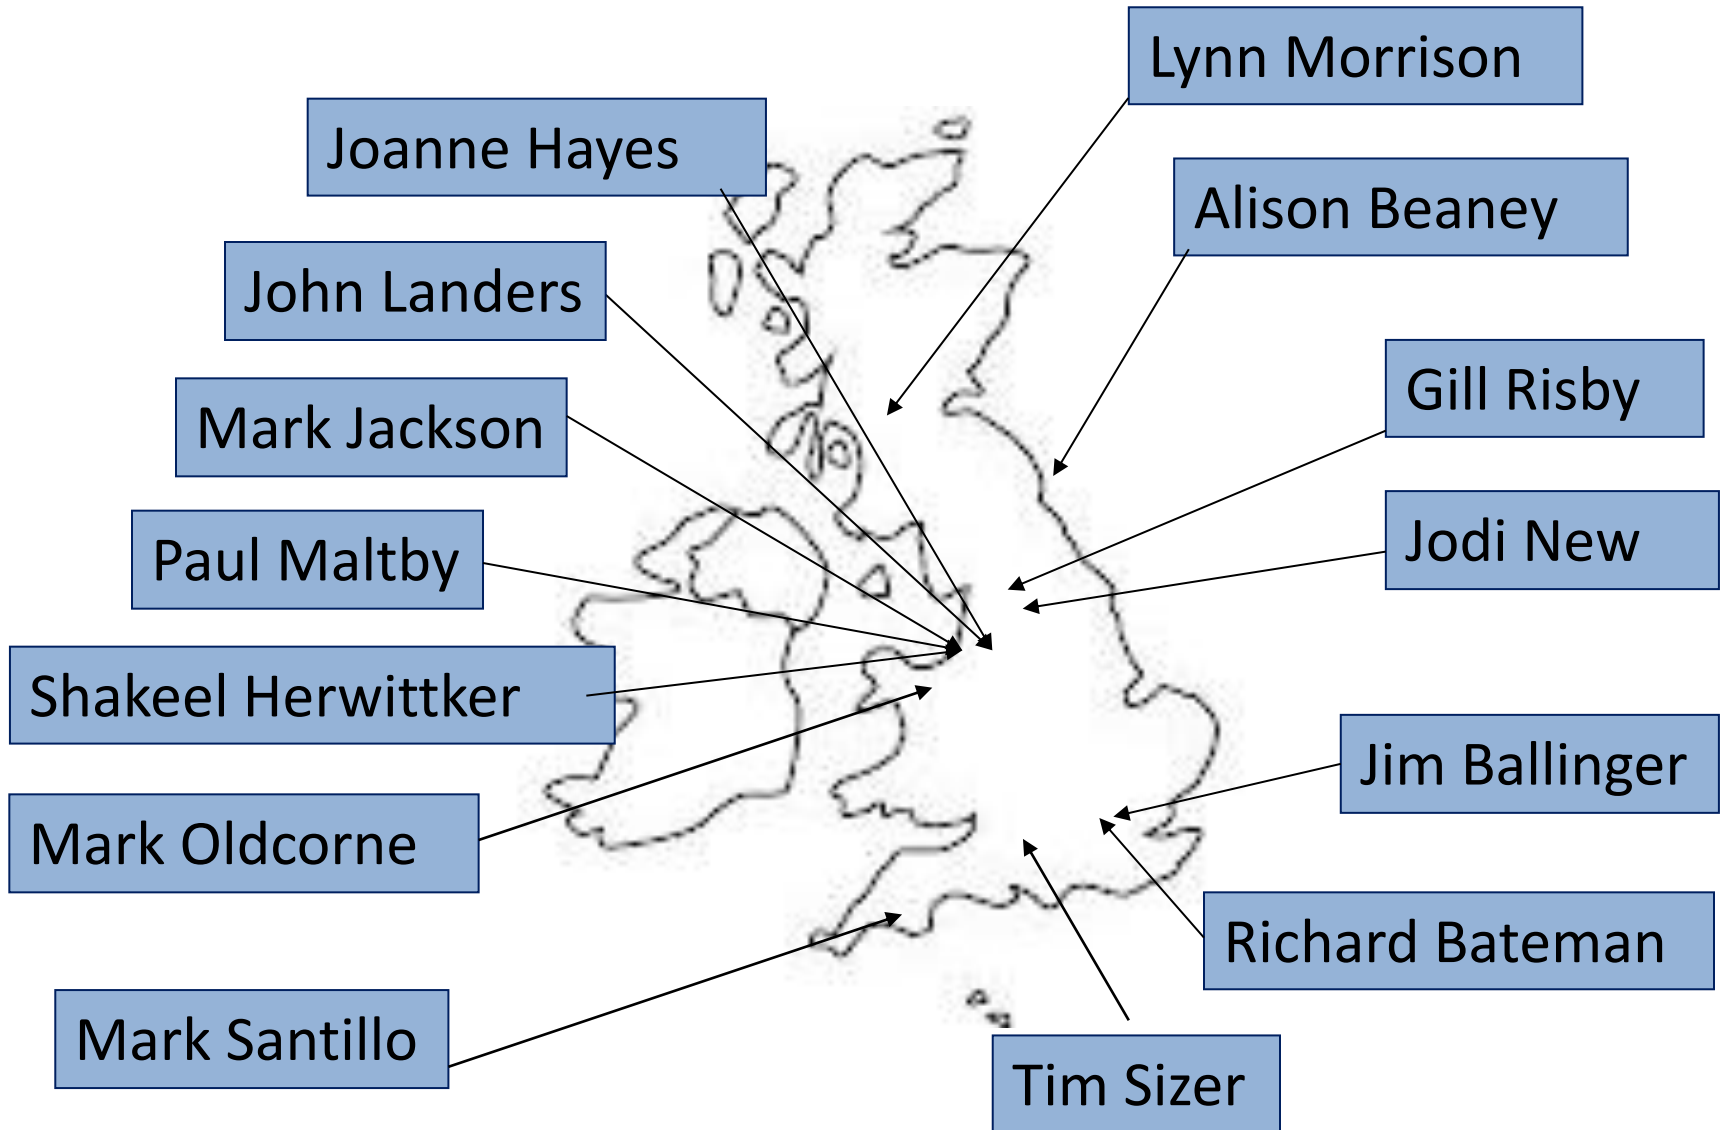 Lynn Morrison
Joanne Hayes
Alison Beaney
John Landers
Gill Risby
Mark Jackson
Jodi New
Paul Maltby
Shakeel Herwittker
Jim Ballinger
Mark Oldcorne
Richard Bateman
Mark Santillo
Tim Sizer